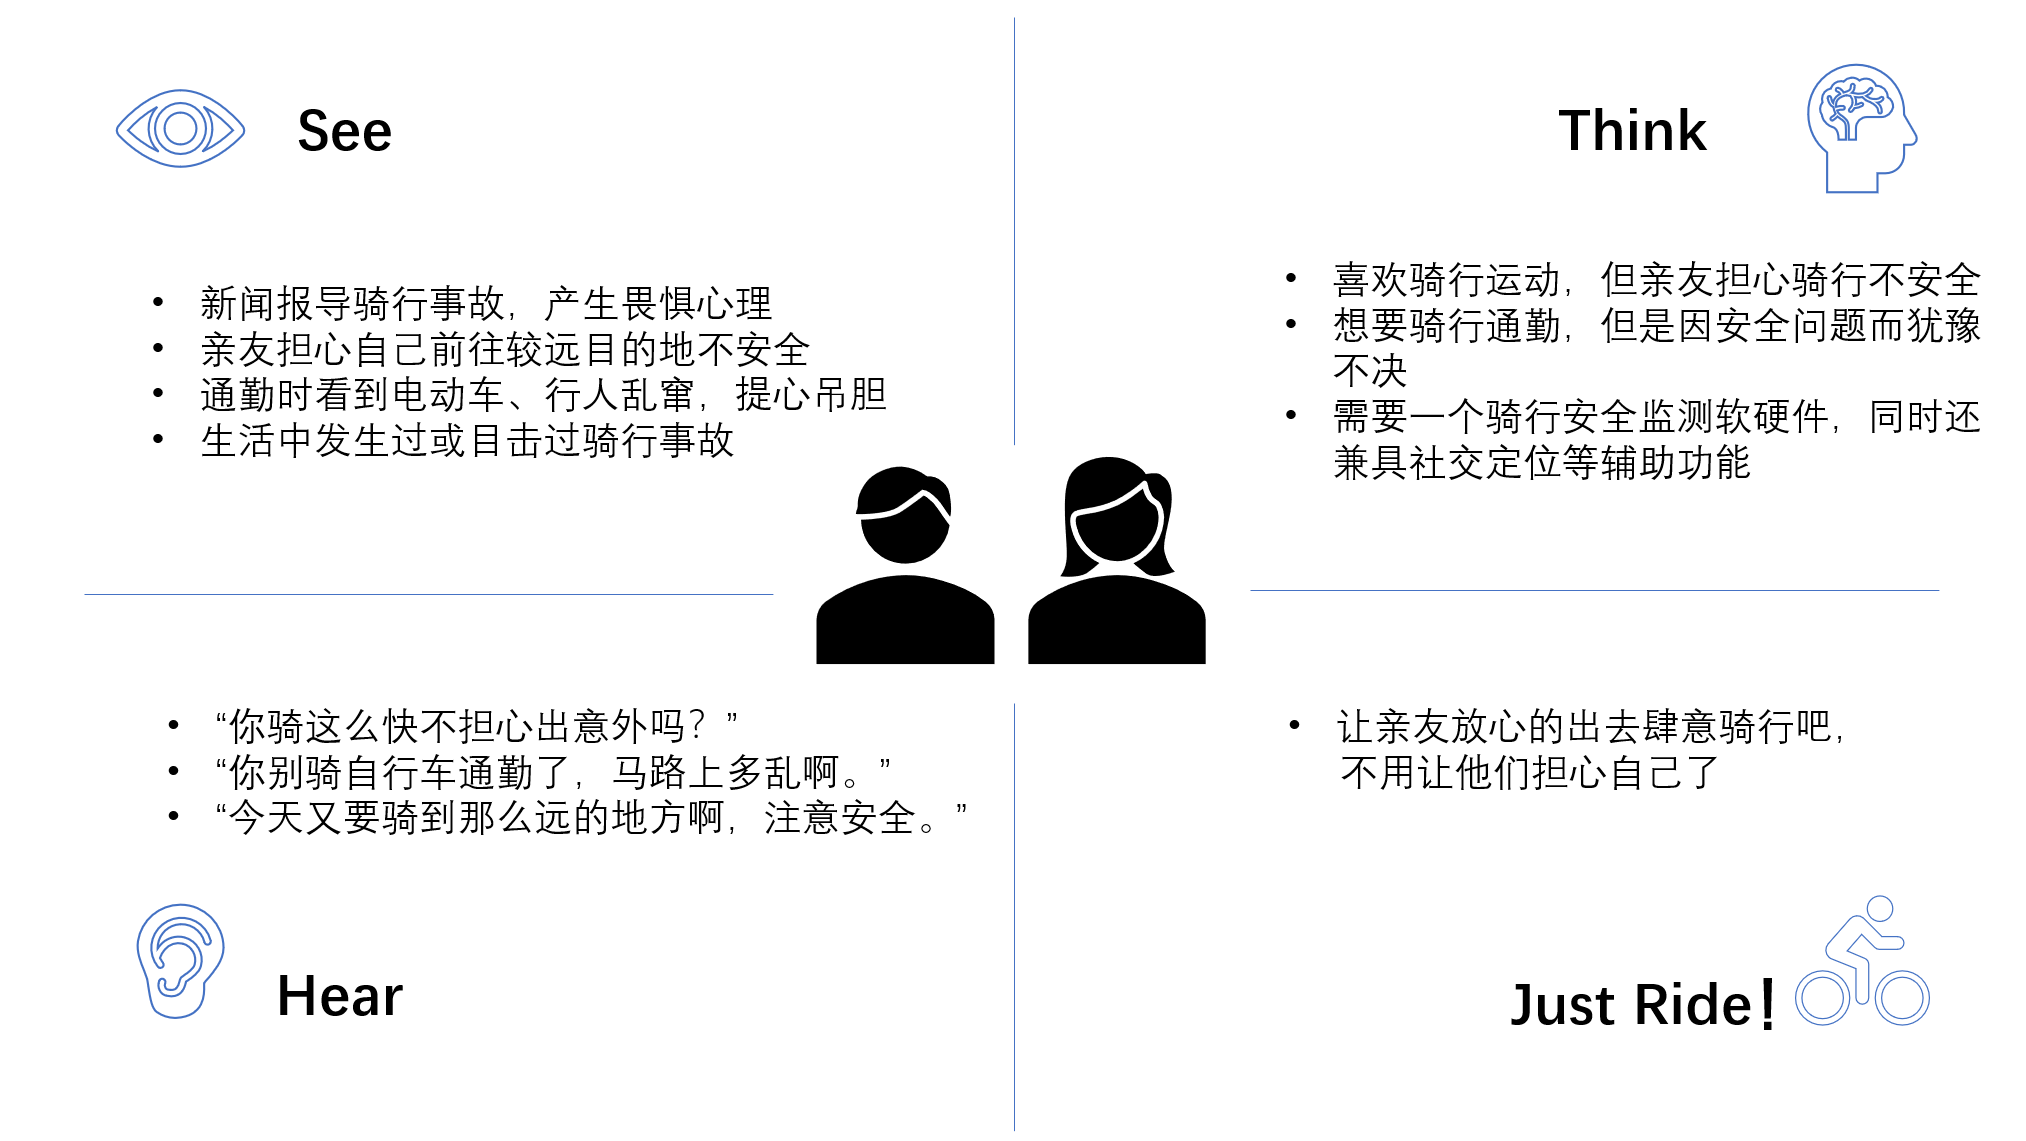 See
• 新闻报导骑行事故，产生畏惧心理
• 亲友担心自己前往较远目的地不安全
• 通勤时看到电动车、行人乱窜，提心吊胆
• 生活中发生过或目击过骑行事故
Think
• 喜欢骑行运动，但亲友担心骑行不安全
• 想要骑行通勤，但是因安全问题而犹豫
不决
• 需要一个骑行安全监测软硬件，同时还
兼具社交定位等辅助功能
• “你骑这么快不担心出意外吗？”
• “你别骑自行车通勤了，马路上多乱啊。”
• “今天又要骑到那么远的地方啊，注意安全。”
Hear
• 让亲友放心的出去肆意骑行吧，
不用让他们担心自己了
Just Ride！